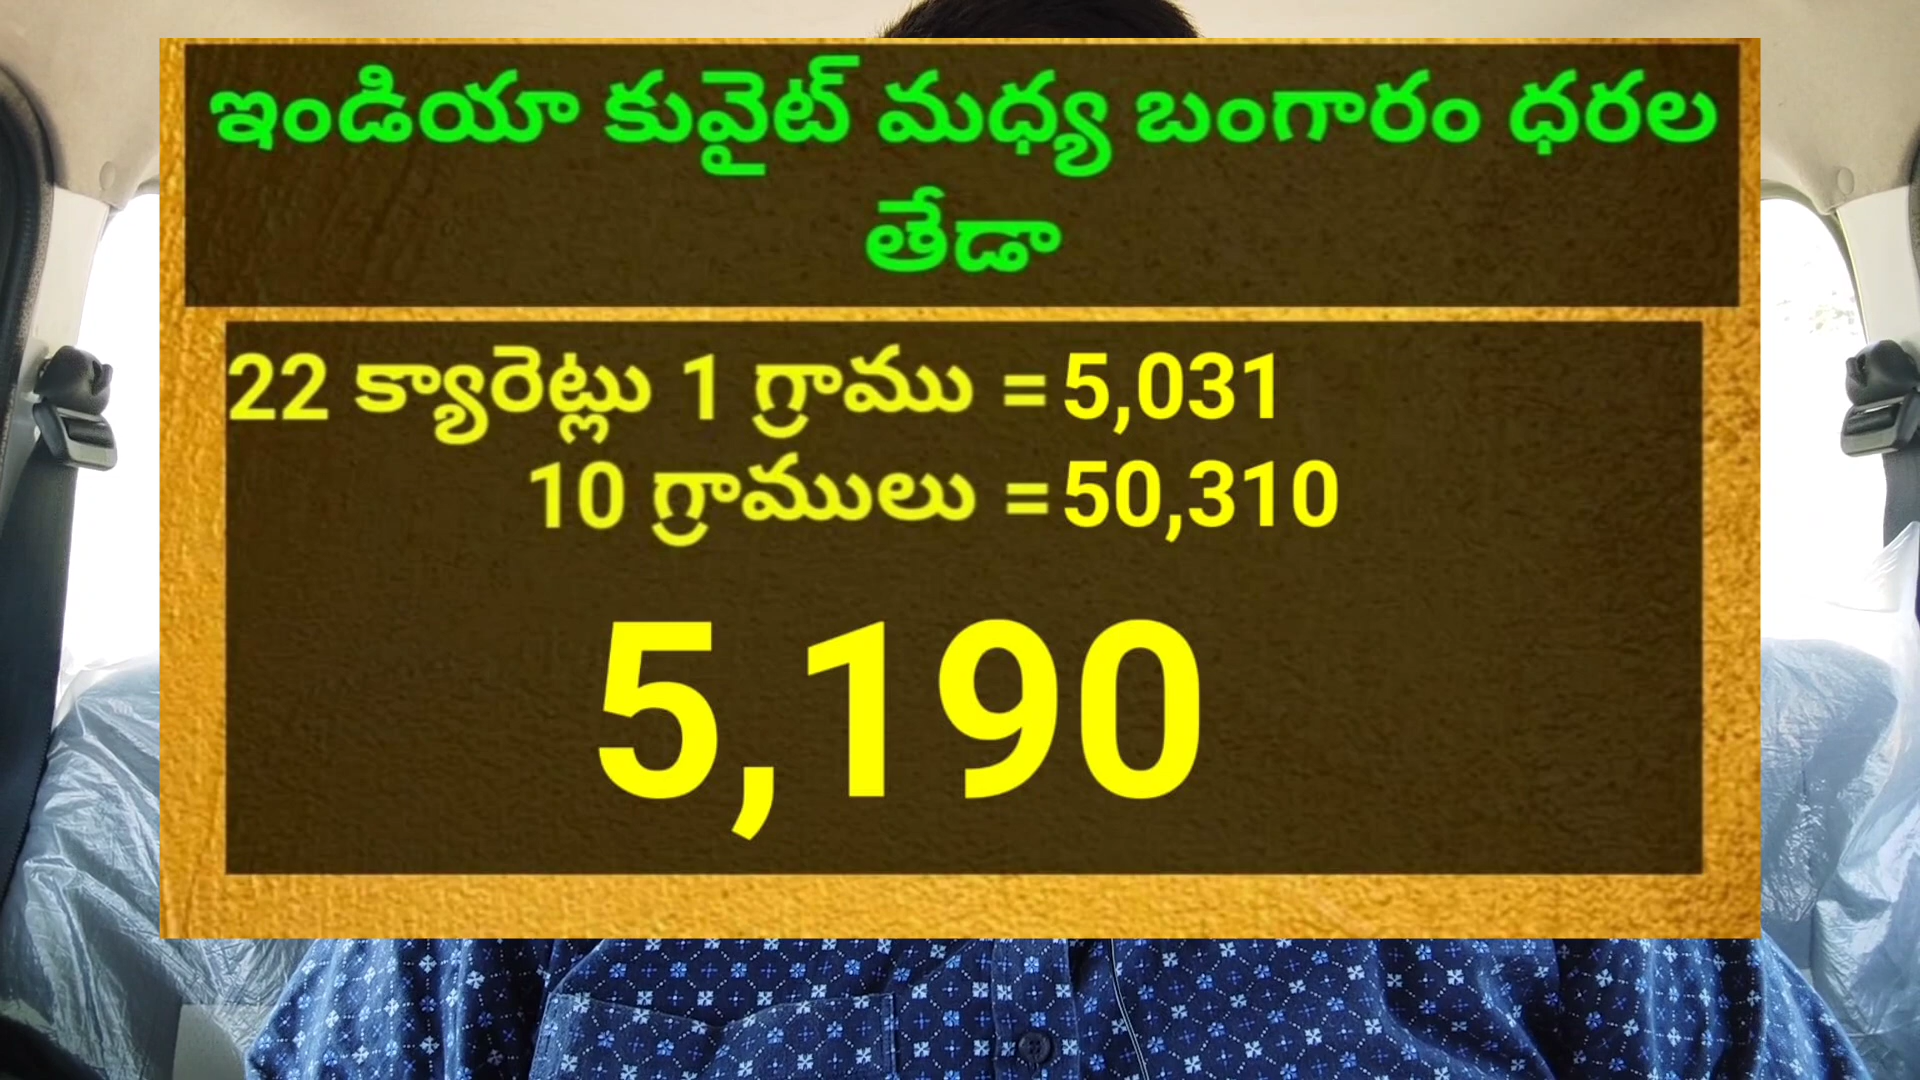 ఇండియా కువైట్ మధ్య బంగారం ధరల
తేడా
22 క్యారెట్లు 1 గ్రాము = 5,031
10 గ్రాములు = 50,310
5,190